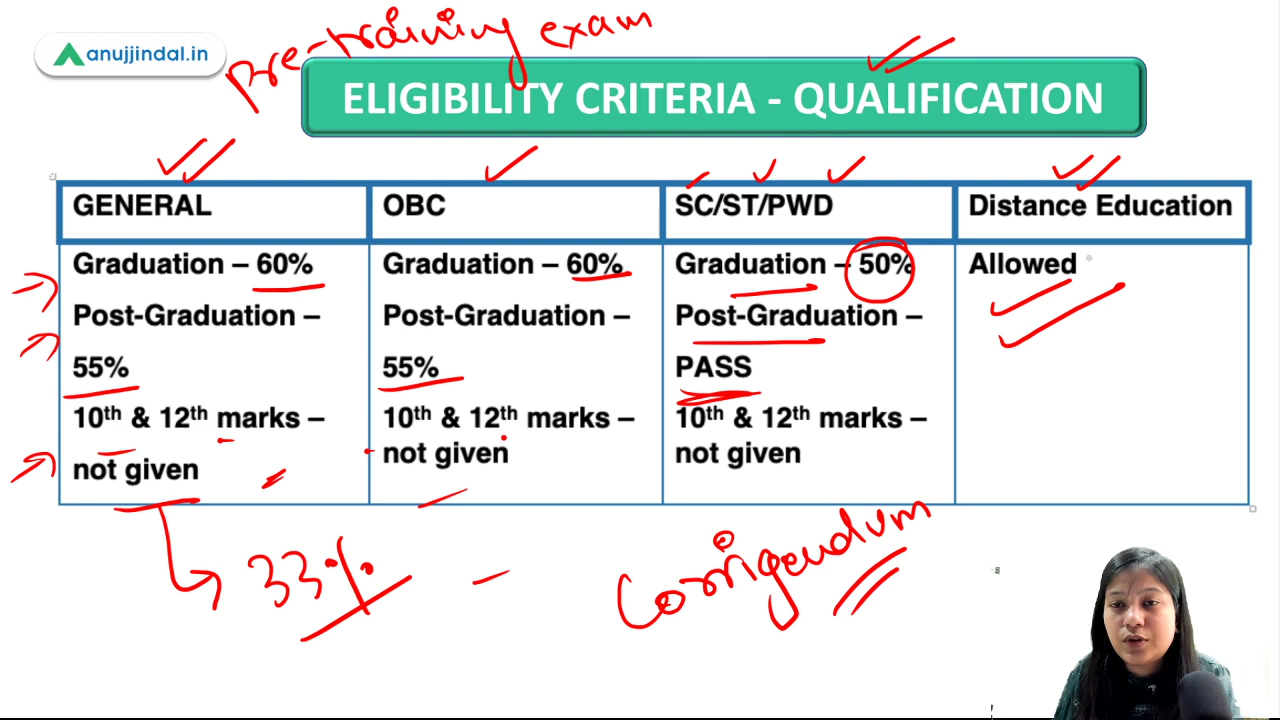 anujjindal.in
pre-training exam
ELIGIBILITY CRITERIA - QUALIFICATION
GENERAL
Graduation – 60%
Post-Graduation –
55%
10th & 12th marks –
not given
OBC
Graduation – 60%
Post-Graduation –
55%
10th & 12th marks –
not given
SC/ST/PWD
Graduation – 50%
Post-Graduation –
PASS
10th & 12th marks –
not given
Distance Education
Allowed
33%
Corrigendum